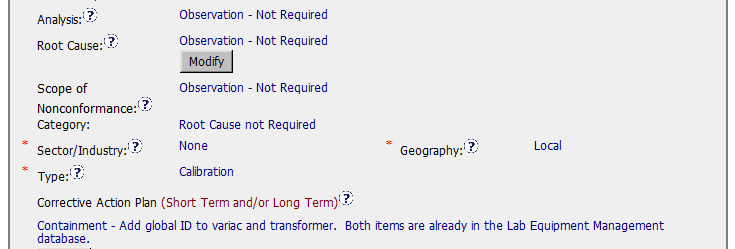 Analysis:? Observation - Not Required
Root Cause:? Observation - Not Required
Modify
Scope of Observation - Not Required
Nonconformance:?
Category: Root Cause not Required
* Sector/Industry:? None * Geography:? Local
* Type:? Calibration
Corrective Action Plan (Short Term and/or Long Term)?
Containment - Add global ID to variac and transformer. Both items are already in the Lab Equipment Management
database.